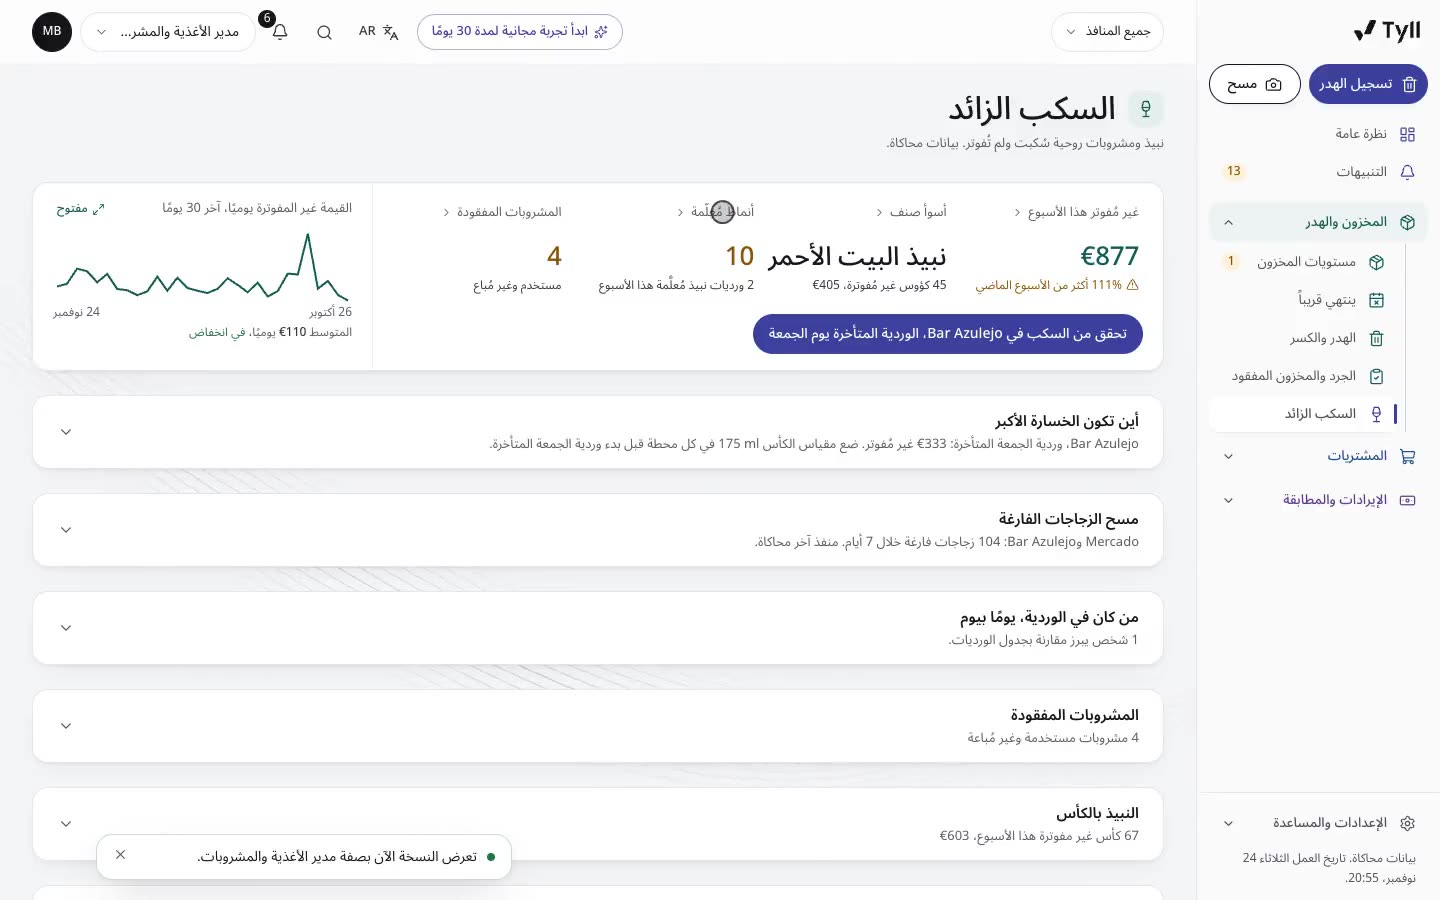 Tyll
تسجيل الهدر
مسح
نظرة عامة
التنبيهات
13
المخزون والهدر
مستويات المخزون
1
ينتهي قريباً
الهدر والكسر
الجرد والمخزون المفقود
السكب الزائد
المشتريات
الإيرادات والمطابقة
الإعدادات والمساعدة
بيانات محاكاة. تاريخ العمل الثلاثاء 24
نوفمبر، 20:55.
جميع المنافذ
ابدأ تجربة مجانية لمدة 30 يومًا
AR
6
مدير الأغذية والمشر...
MB
السكب الزائد
نبيذ ومشروبات روحية سُكبت ولم تُفوتر. بيانات محاكاة.
غير مُفوتر هذا الأسبوع
€877
111% أكثر من الأسبوع الماضي
أسوأ صنف
نبيذ البيت الأحمر
45 كؤوس غير مُفوترة، €405
أنماط مُعلّمة
10
2 ورديات نبيذ مُعلَّمة هذا الأسبوع
المشروبات المفقودة
4
مستخدم وغير مُباع
تحقق من السكب في Bar Azulejo، الوردية المتأخرة يوم الجمعة
القيمة غير المفوترة يوميًا، آخر 30 يومًا
مفتوح
26 أكتوبر
24 نوفمبر
المتوسط €110 يوميًا، في انخفاض
أين تكون الخسارة الأكبر
Bar Azulejo، وردية الجمعة المتأخرة: €333 غير مُفوتر. ضع مقياس الكأس 175 ml في كل محطة قبل بدء وردية الجمعة المتأخرة.
مسح الزجاجات الفارغة
Mercado وBar Azulejo: 104 زجاجات فارغة خلال 7 أيام. منفذ آخر محاكاة.
من كان في الوردية، يومًا بيوم
1 شخص يبرز مقارنة بجدول الورديات.
المشروبات المفقودة
4 مشروبات مستخدمة وغير مُباعة
النبيذ بالكأس
67 كأس غير مفوترة هذا الأسبوع، €603
تعرض النسخة الآن بصفة مدير الأغذية والمشروبات.